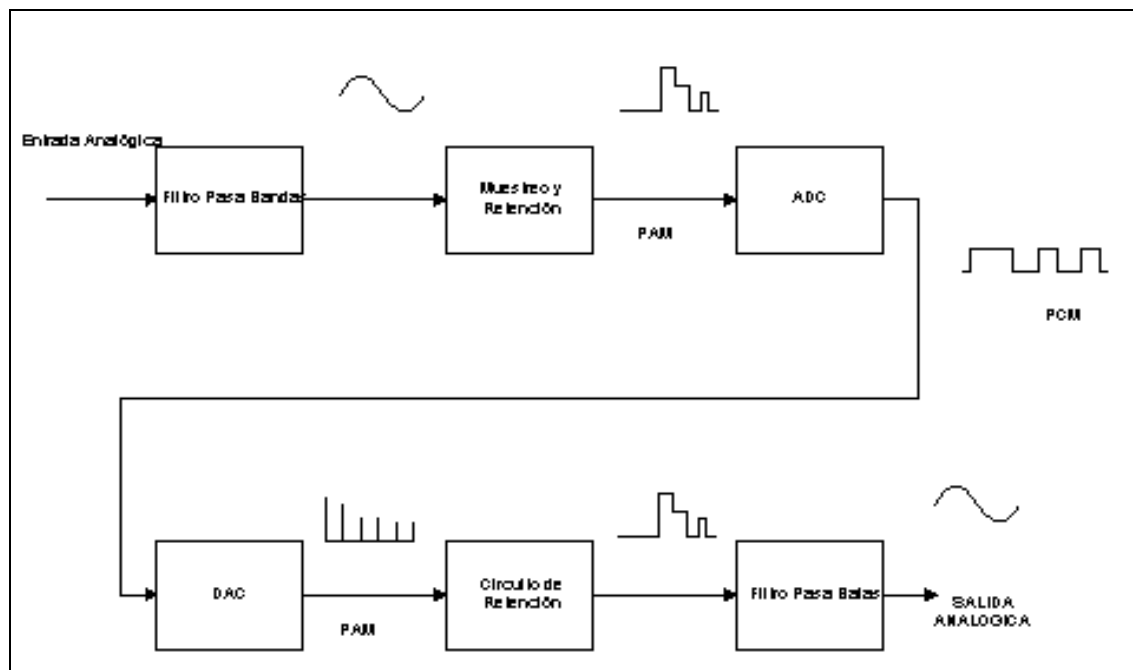 Entrada Analógica
Filtro Pasa Bandas
Muestreo y
Retención
PAM
ADC
PCM
DAC
PAM
Circuito de
Retención
Filtro Pasa Bajas
SALIDA
ANALOGICA